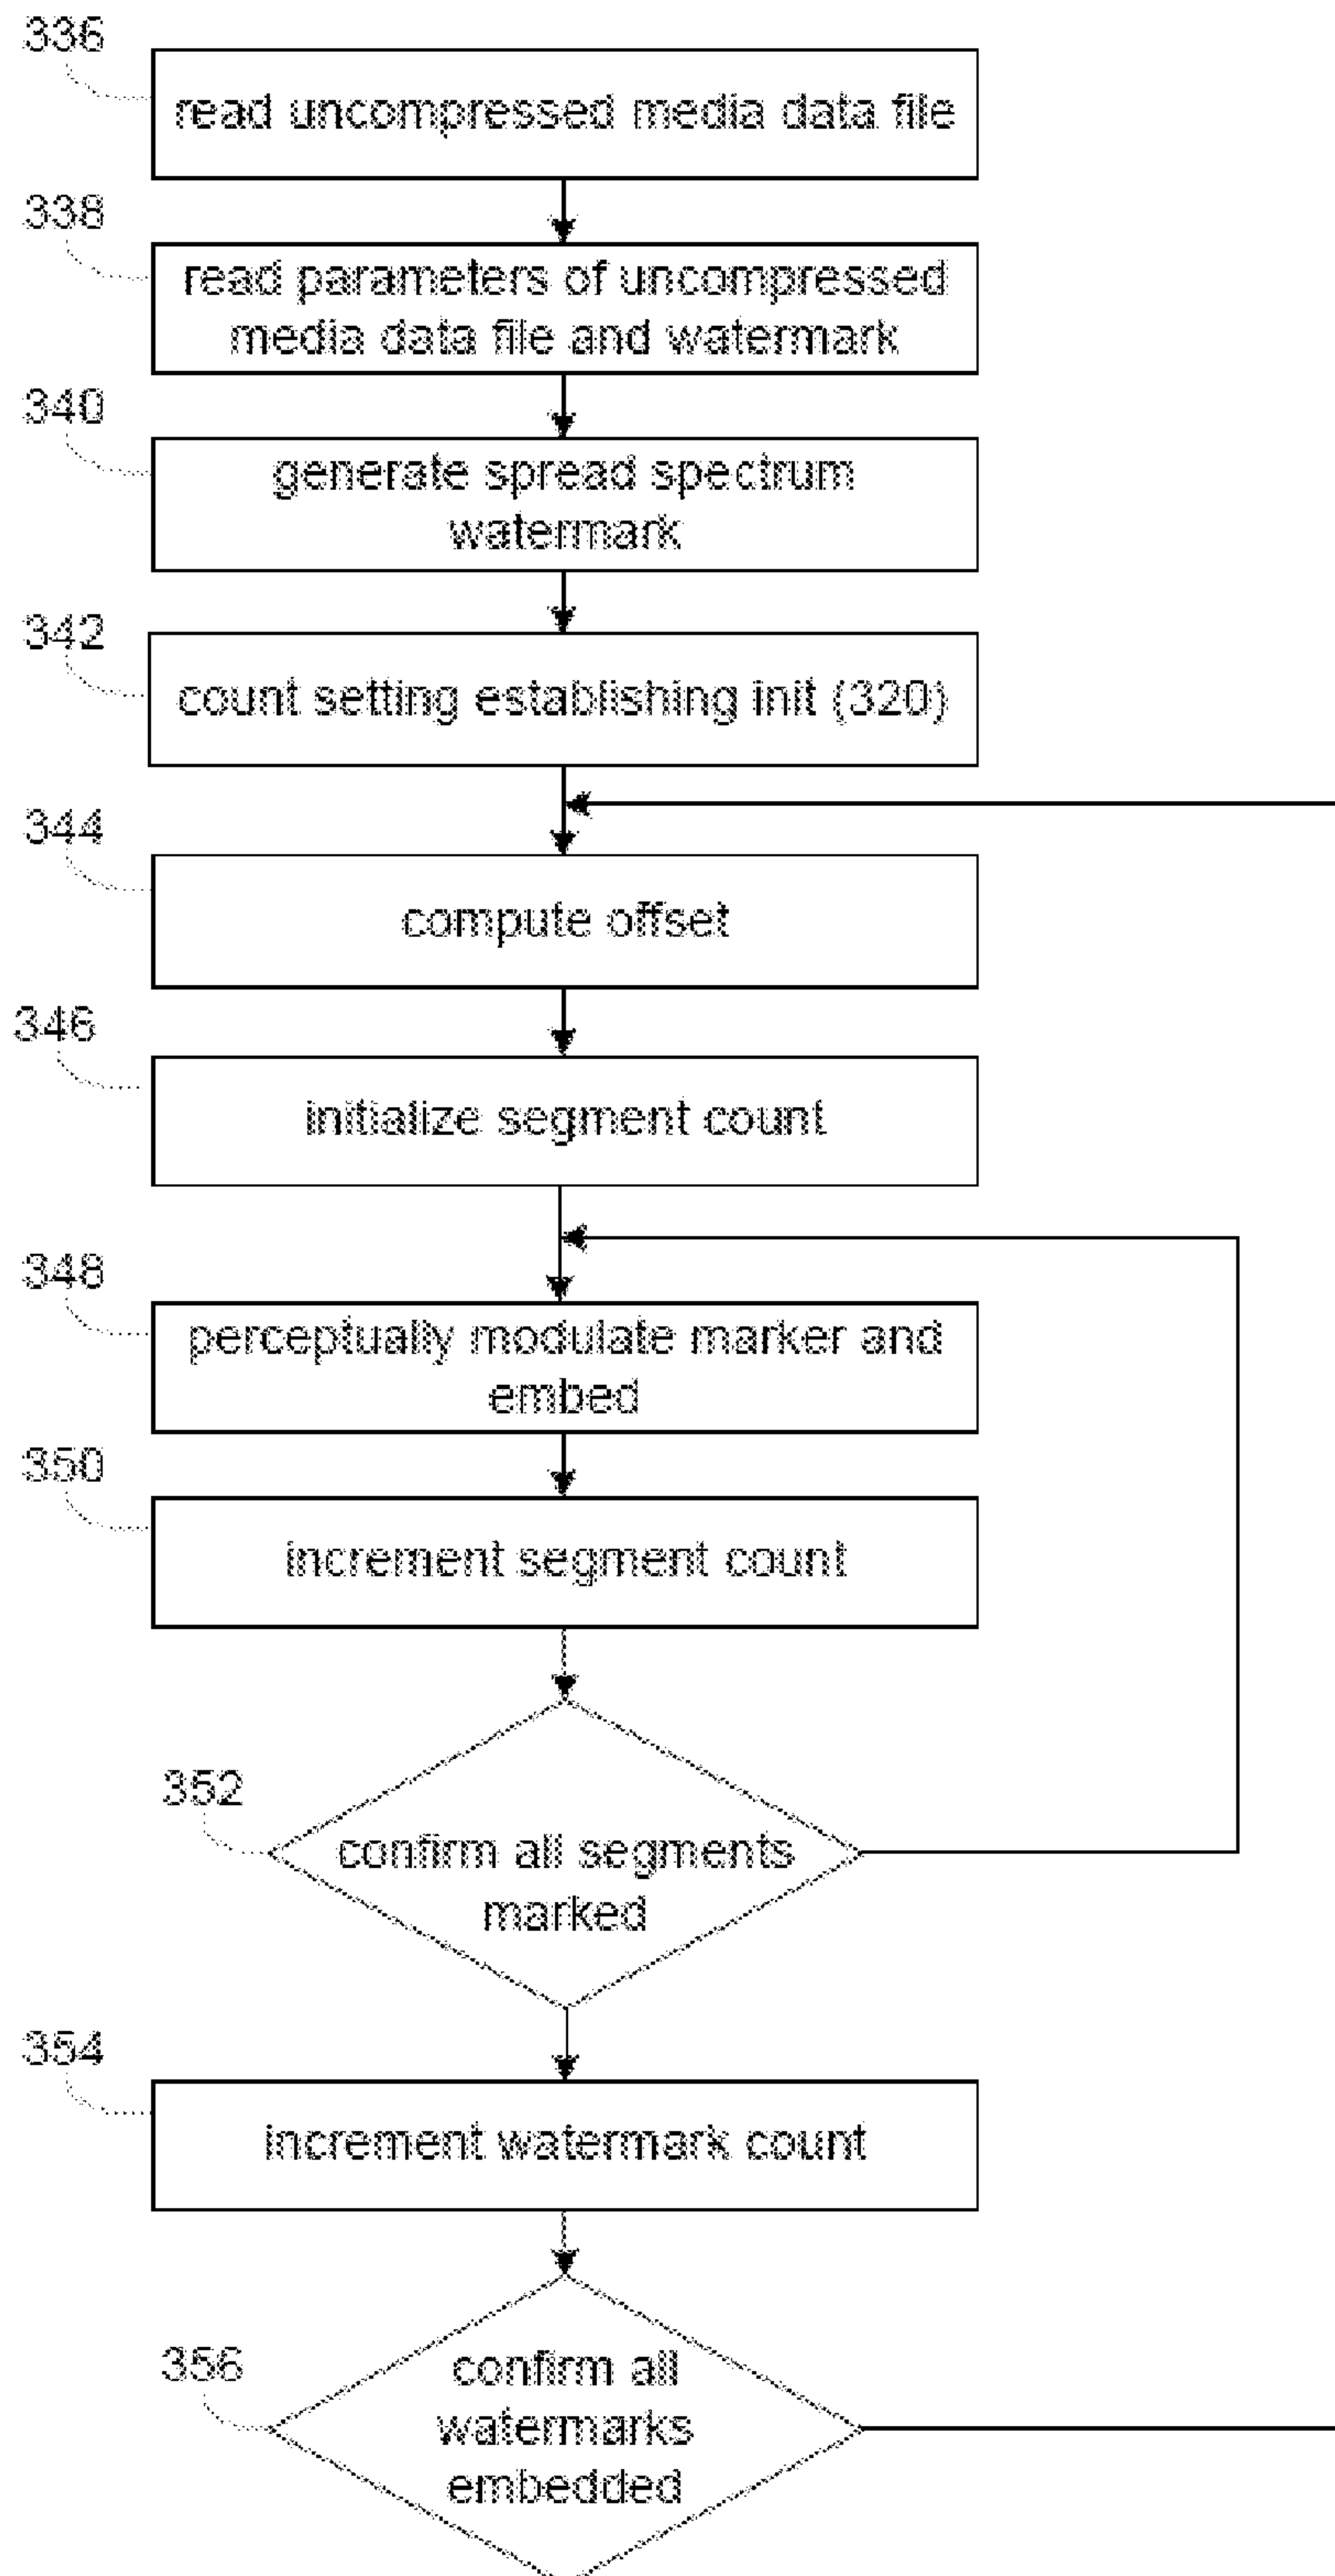 336
read uncompressed media data file
338
read parameters of uncompressed
media data file and watermark
340
generate spread spectrum
watermark
342
count setting establishing init (320)
344
compute offset
346
initialize segment count
348
perceptually modulate marker and
embed
350
increment segment count
352
confirm all segments
marked
354
increment watermark count
356
confirm all
watermarks
embedded